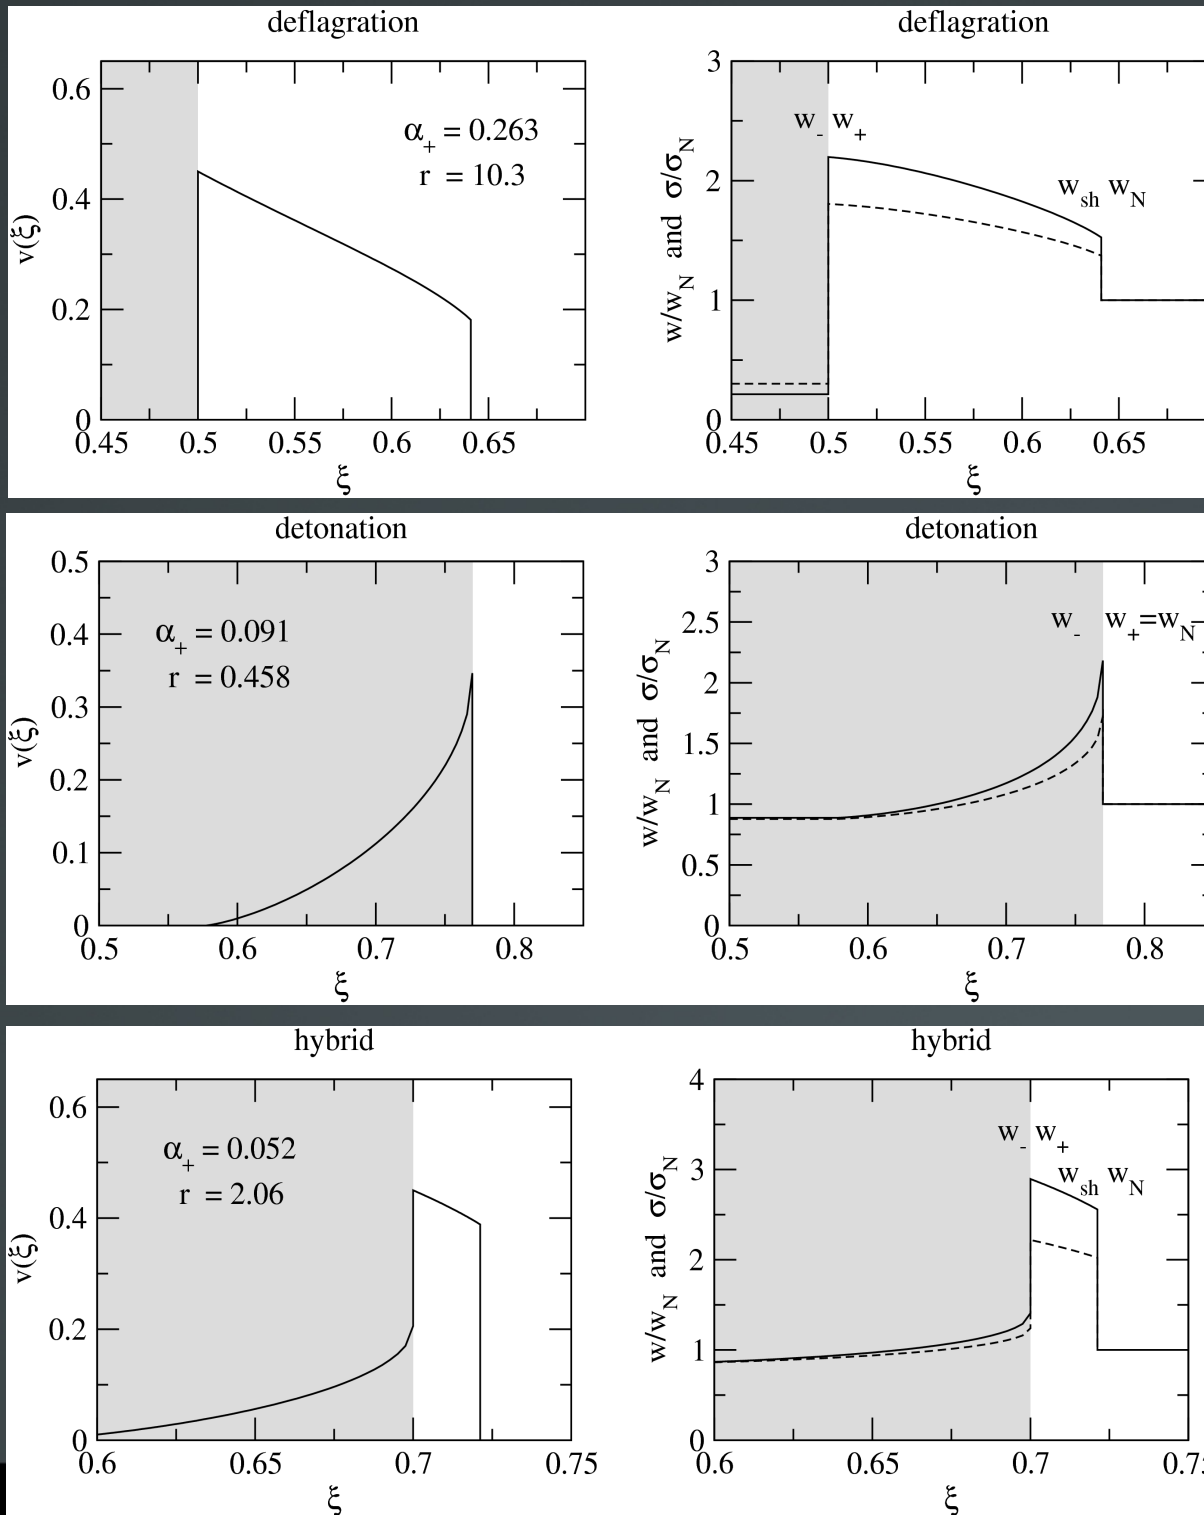 deflagration
0.6
0.4
0.2
0
v(ξ)
α+ = 0.263
r = 10.3
0.45 0.5 0.55 0.6 0.65
ξ
deflagration
3
2
1
0
w/wN and σ/σN
w- w+
wsh wN
0.45 0.5 0.55 0.6 0.65
ξ
detonation
0.5
0.4
0.3
0.2
0.1
0
v(ξ)
α+ = 0.091
r = 0.458
0.5 0.6 0.7 0.8
ξ
detonation
3
2.5
2
1.5
1
0.5
0
w/wN and σ/σN
w- w+=wN
0.5 0.6 0.7 0.8
ξ
hybrid
0.6
0.4
0.2
0
v(ξ)
α+ = 0.052
r = 2.06
0.6 0.65 0.7 0.75
ξ
hybrid
4
3
2
1
0
w/wN and σ/σN
w- w+
wsh wN
0.6 0.65 0.7
ξ